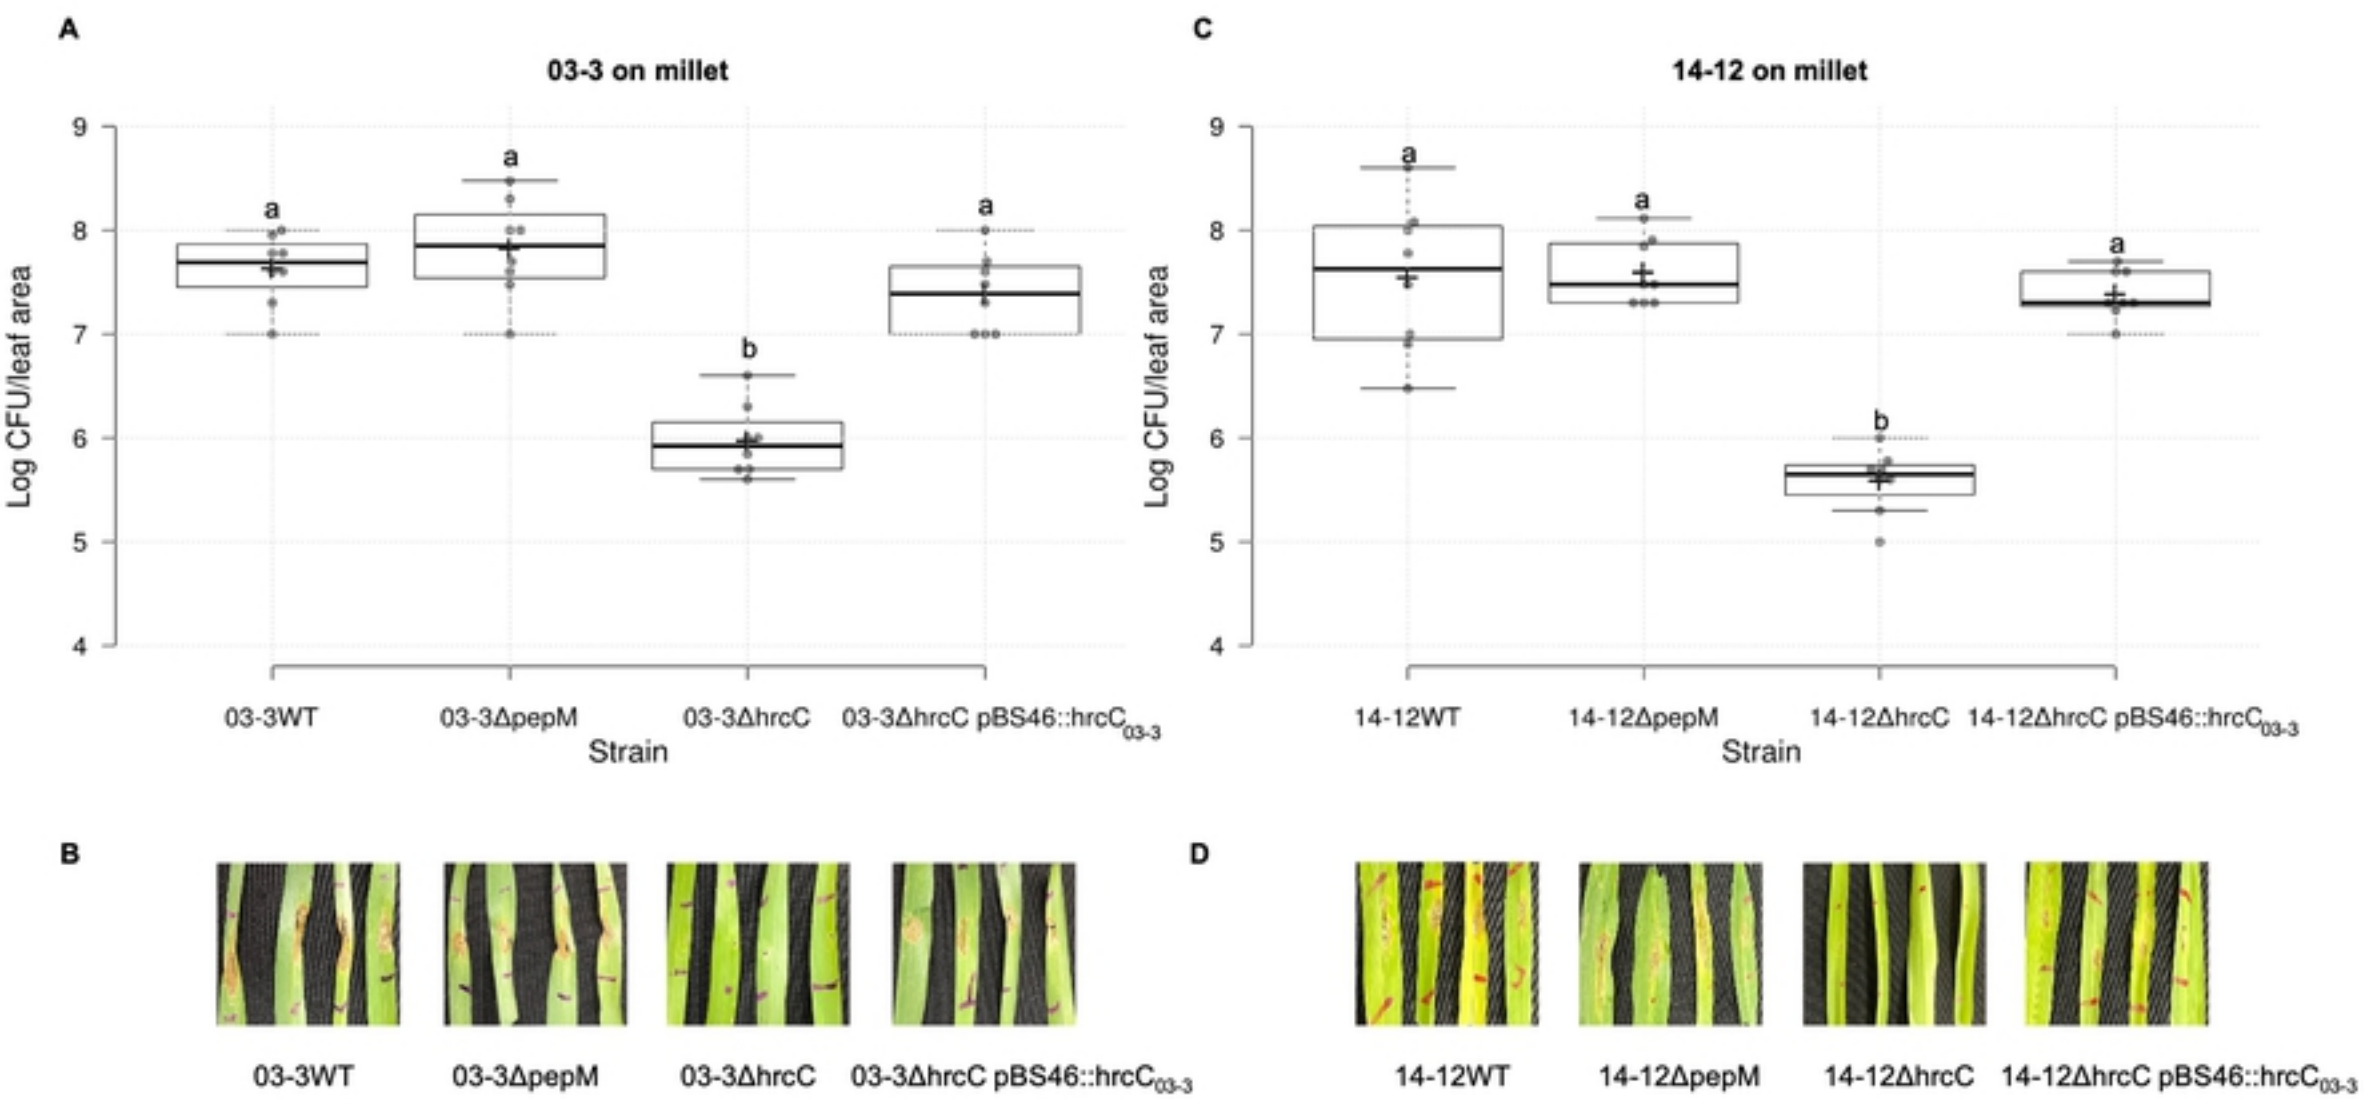 A
03-3 on millet
Log CFU/leaf area
9
8
7
6
5
4
a
a
b
a
03-3WT
03-3ΔpepM
03-3ΔhrcC
03-3ΔhrcC pBS46::hrcC03-3
Strain
C
14-12 on millet
Log CFU/leaf area
9
8
7
6
5
4
a
a
b
a
14-12WT
14-12ΔpepM
14-12ΔhrcC
14-12ΔhrcC pBS46::hrcC03-3
Strain
B
03-3WT
03-3ΔpepM
03-3ΔhrcC
03-3ΔhrcC pBS46::hrcC03-3
D
14-12WT
14-12ΔpepM
14-12ΔhrcC
14-12ΔhrcC pBS46::hrcC03-3